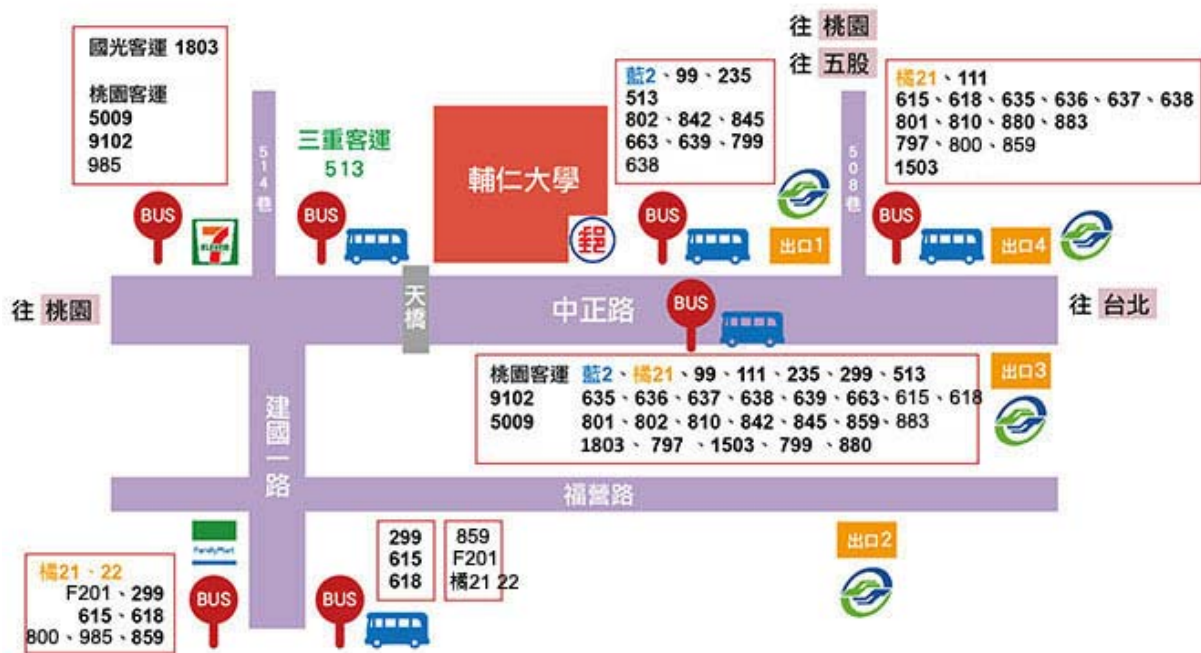 往 桃園
往 五股
國光客運 1803
桃園客運
5009
9102
985
三重客運
513
輔仁大學
郵
藍2、99、235
513
802、842、845
663、639、799
638
橘21、111
615、618、635、636、637、638
801、810、880、883
797、800、859
1503
514巷
508巷
BUS
7
ELEVEN
BUS
BUS
出口1
BUS
出口4
往 桃園
天橋
中正路
BUS
往 台北
桃園客運 藍2、橘21、99、111、235、299、513
9102 635、636、637、638、639、663、615、618
5009 801、802、810、842、845、859、883
1803、797、1503、799、880
出口3
建國一路
福營路
FamilyMart
出口2
橘21、22
F201、299
615、618
800、985、859
BUS
BUS
299
615
618
859
F201
橘21 22